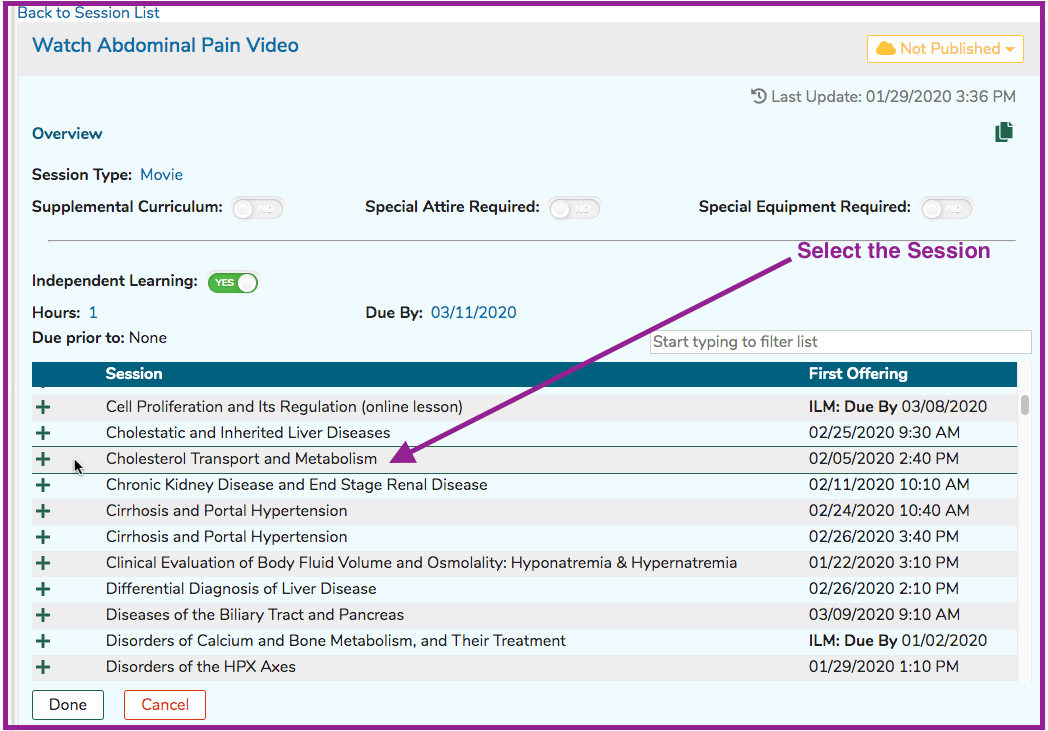 Back to Session List
Watch Abdominal Pain Video
Not Published
Last Update: 01/29/2020 3:36 PM
Overview
Session Type: Movie
Supplemental Curriculum: NO Special Attire Required: NO Special Equipment Required: NO
Select the Session
Independent Learning: YES
Hours: 1 Due By: 03/11/2020
Due prior to: None
Start typing to filter list
Session First Offering
Cell Proliferation and Its Regulation (online lesson) ILM: Due By 03/08/2020
Cholestatic and Inherited Liver Diseases 02/25/2020 9:30 AM
Cholesterol Transport and Metabolism 02/05/2020 2:40 PM
Chronic Kidney Disease and End Stage Renal Disease 02/11/2020 10:10 AM
Cirrhosis and Portal Hypertension 02/24/2020 10:40 AM
Cirrhosis and Portal Hypertension 02/26/2020 3:40 PM
Clinical Evaluation of Body Fluid Volume and Osmolality: Hyponatremia & Hypernatremia 01/22/2020 3:10 PM
Differential Diagnosis of Liver Disease 02/26/2020 2:10 PM
Diseases of the Biliary Tract and Pancreas 03/09/2020 9:10 AM
Disorders of Calcium and Bone Metabolism, and Their Treatment ILM: Due By 01/02/2020
Disorders of the HPX Axes 01/29/2020 1:10 PM
Done Cancel